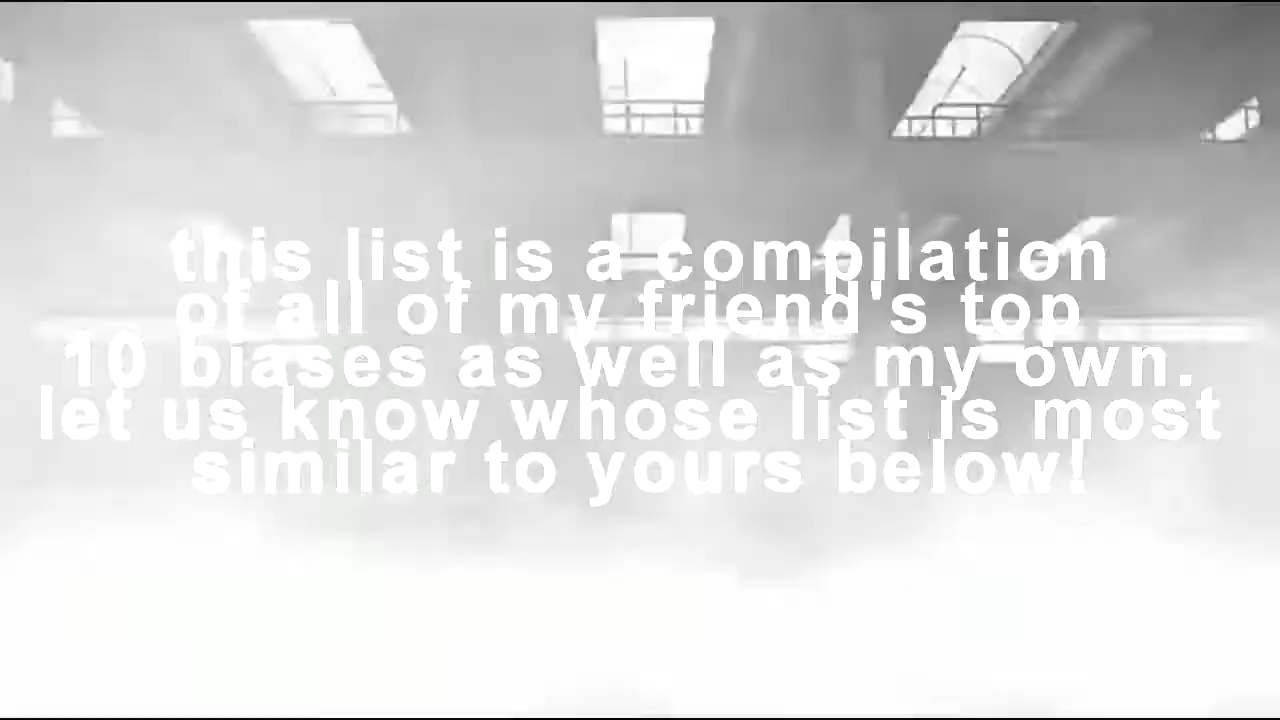 this list is a compilation
of all of my friend's top
10 biases as well as my own.
let us know whose list is most
similar to yours below!